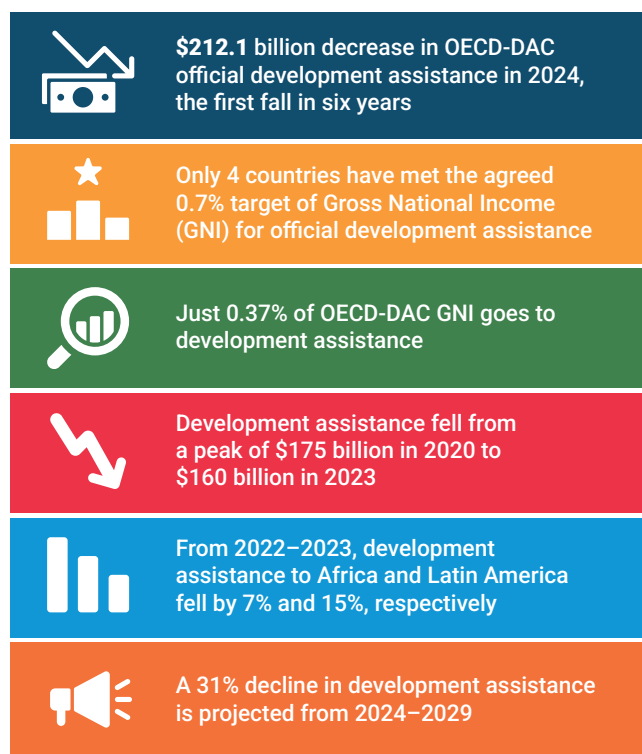 $212.1 billion decrease in OECD-DAC
official development assistance in 2024,
the first fall in six years
Only 4 countries have met the agreed
0.7% target of Gross National Income
(GNI) for official development assistance
Just 0.37% of OECD-DAC GNI goes to
development assistance
Development assistance fell from
a peak of $175 billion in 2020 to
$160 billion in 2023
From 2022–2023, development
assistance to Africa and Latin America
fell by 7% and 15%, respectively
A 31% decline in development assistance
is projected from 2024–2029